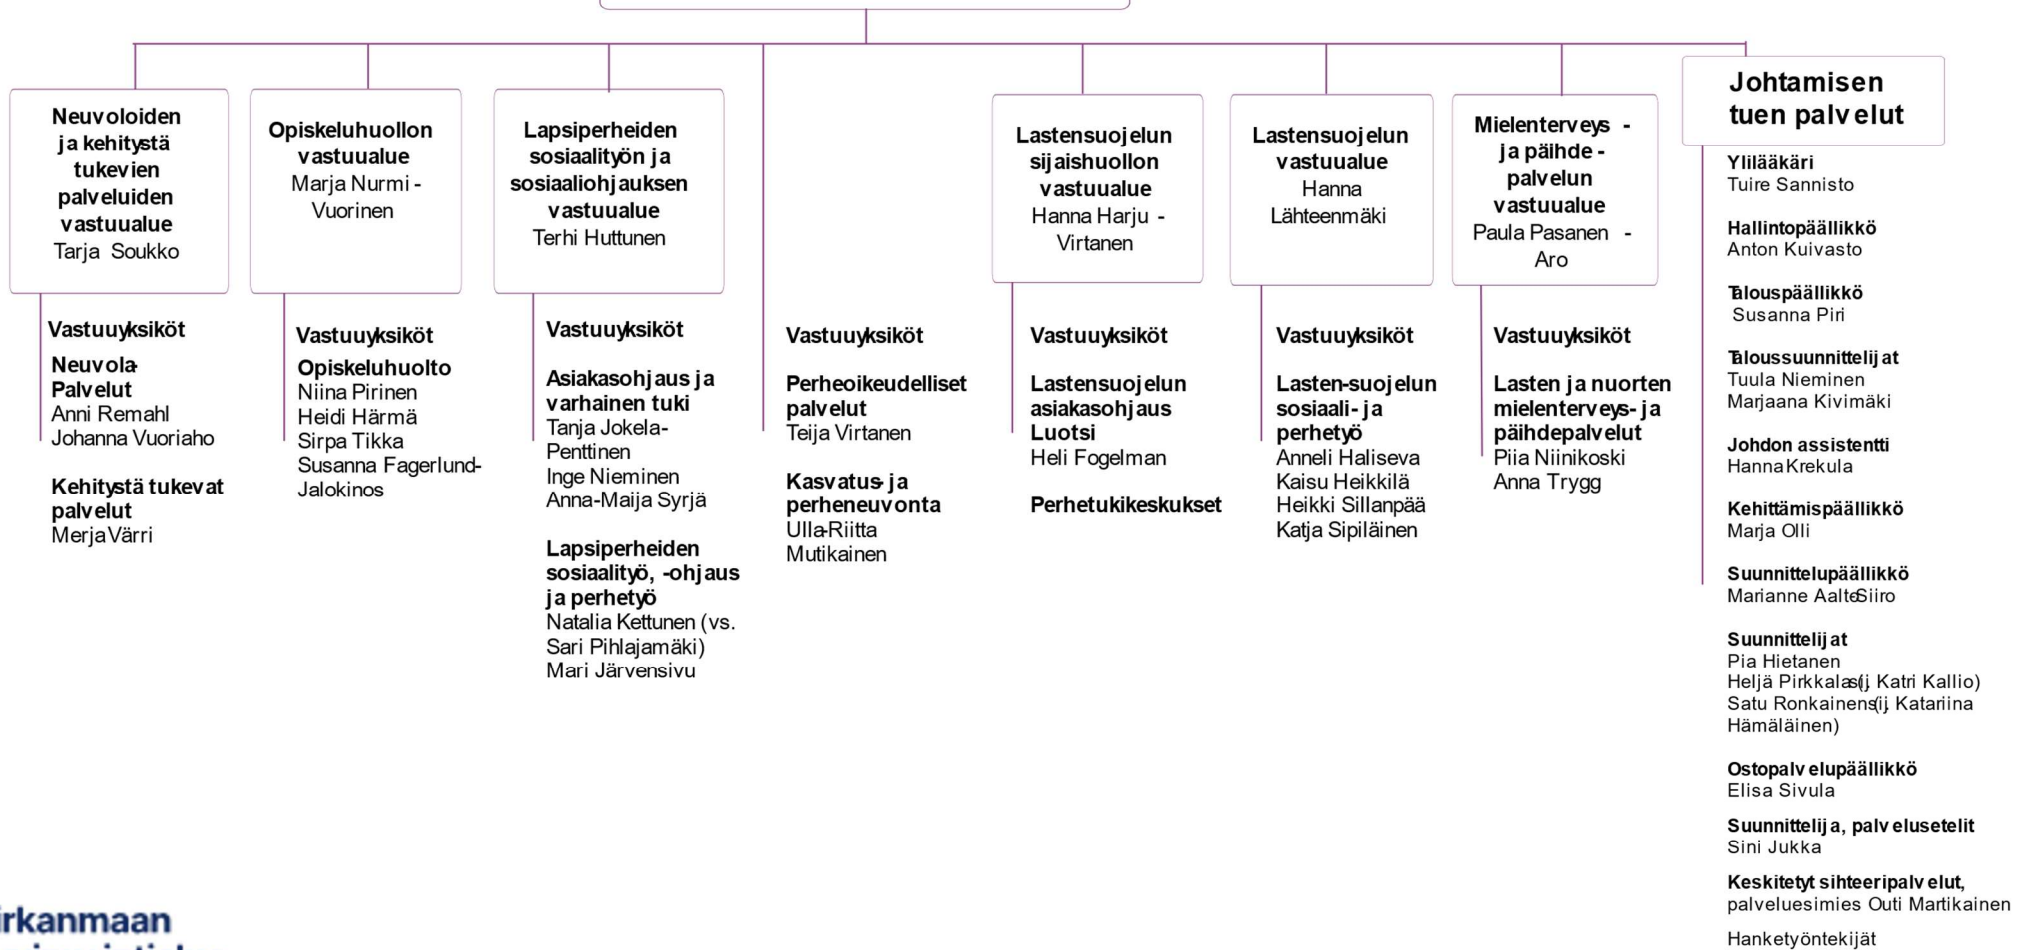 Neuvoloiden
ja kehitystä
tukevien
palveluiden
vastuualue
Tarja Soukko
Vastuuyksiköt
Neuvola-
Palvelut
Anni Remahl
Johanna Vuoriaho
Kehitystä tukevat
palvelut
Merja Värri
Opiskeluhuollon
vastuualue
Marja Nurmi -
Vuorinen
Vastuuyksiköt
Opiskeluhuolto
Niina Pirinen
Heidi Härmä
Sirpa Tikka
Susanna Fagerlund-
Jalokinos
Lapsiperheiden
sosiaalityön ja
sosiaaliohjauksen
vastuualue
Terhi Huttunen
Vastuuyksiköt
Asiakasohjaus ja
varhainen tuki
Tanja Jokela-
Penttinen
Inge Nieminen
Anna-Maija Syrjä
Lapsiperheiden
sosiaalityö, -ohjaus
ja perhetyö
Natalia Kettunen (vs.
Sari Pihlajamäki)
Mari Järvensivu
Vastuuyksiköt
Perheoikeudelliset
palvelut
Teija Virtanen
Kasvatus- ja
perheneuvonta
Ulla-Riitta
Mutikainen
Lastensuojelun
sijaishuollon
vastuualue
Hanna Harju -
Virtanen
Vastuuyksiköt
Lastensuojelun
asiakasohjaus
Luotsi
Heli Fogelman
Perhetukikeskukset
Lastensuojelun
vastuualue
Hanna
Lähteenmäki
Vastuuyksiköt
Lasten-suojelun
sosiaali- ja
perhetyö
Anneli Haliseva
Kaisu Heikkilä
Heikki Sillanpää
Katja Sipiläinen
Mielenterveys -
ja päihde -
palvelun
vastuualue
Paula Pasanen -
Aro
Vastuuyksiköt
Lasten ja nuorten
mielenterveys- ja
päihdepalvelut
Piia Niinikoski
Anna Trygg
Johtamisen
tuen palvelut
Ylilääkäri
Tuire Sannisto
Hallintopäällikkö
Anton Kuivasto
Talouspäällikkö
Susanna Piri
Taloussuunnittelijat
Tuula Nieminen
Marjaana Kivimäki
Johdon assistentti
Hanna Krekula
Kehittämispäällikkö
Marja Olli
Suunnittelupäällikkö
Marianne Aalto-Siiro
Suunnittelijat
Pia Hietanen
Heljä Pirkkala (sij. Katri Kallio)
Satu Ronkainen (sij. Katariina
Hämäläinen)
Ostopalvelupäällikkö
Elisa Sivula
Suunnittelija, palvelusetelit
Sini Jukka
Keskitetyt sihteeripalvelut,
palveluesimies Outi Martikainen
Hanketyöntekijät
irkanmaan